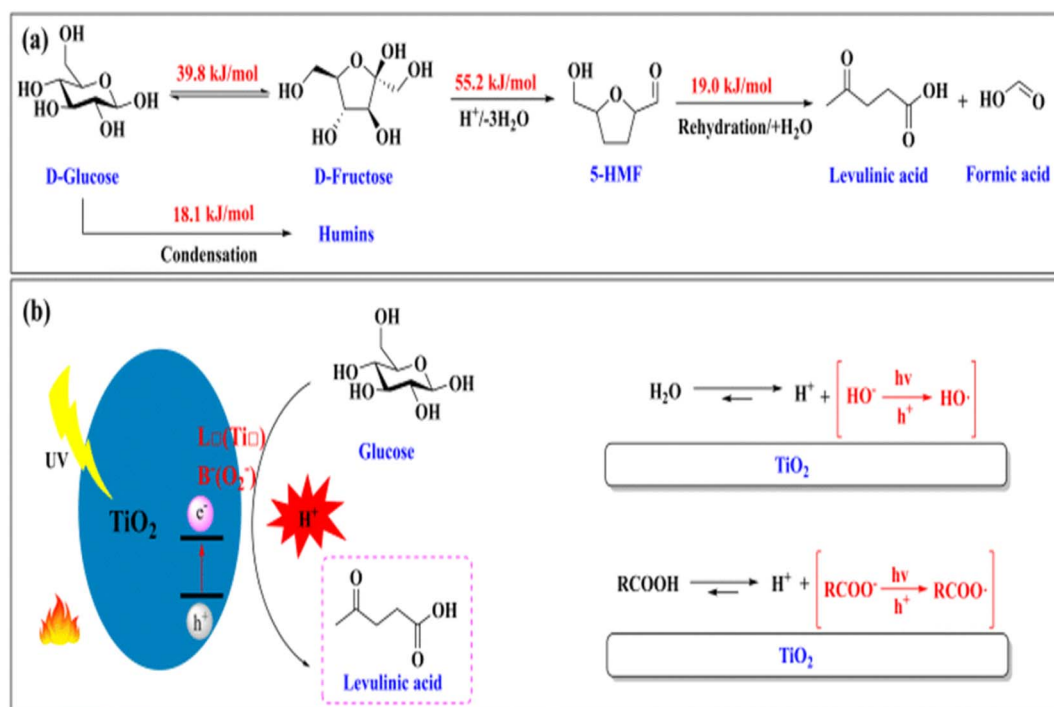 (a)
OH
HO
HO
O
OH
OH
D-Glucose
39.8 kJ/mol
HO
O
OH
OH
HO
OH
D-Fructose
55.2 kJ/mol
H⁺/-3H₂O
OH
O
O
5-HMF
19.0 kJ/mol
Rehydration/+H₂O
O
OH
O
Levulinic acid
+
HO
O
Formic acid
18.1 kJ/mol
Condensation
Humins
(b)
UV
TiO₂
L□(Ti□)
B⁻(O₂⁻)
e⁻
h⁺
H⁺
OH
HO
HO
O
OH
OH
Glucose
O
OH
O
Levulinic acid
H₂O H⁺ + [HO⁻ hv h⁺ HO·]
TiO₂
RCOOH H⁺ + [RCOO⁻ hv h⁺ RCOO·]
TiO₂